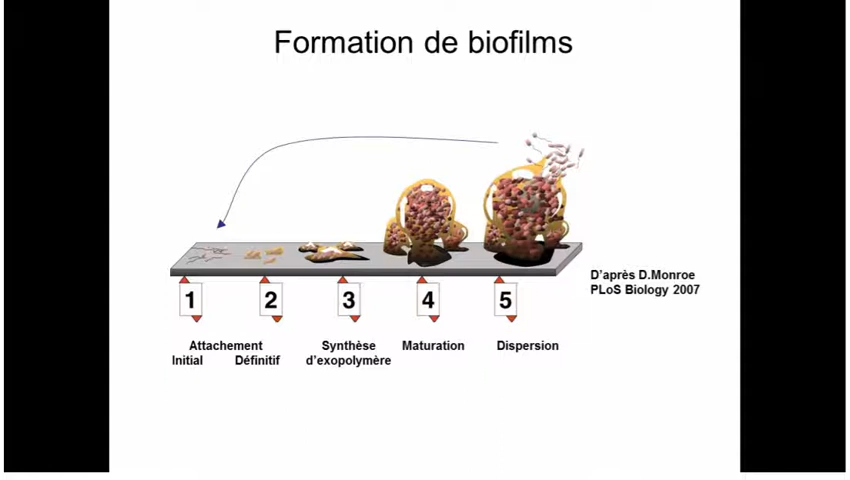 Formation de biofilms
D'après D.Monroe
PLoS Biology 2007
1 2 3 4 5
Attachement Synthèse Maturation Dispersion
Initial Définitif d'exopolymère